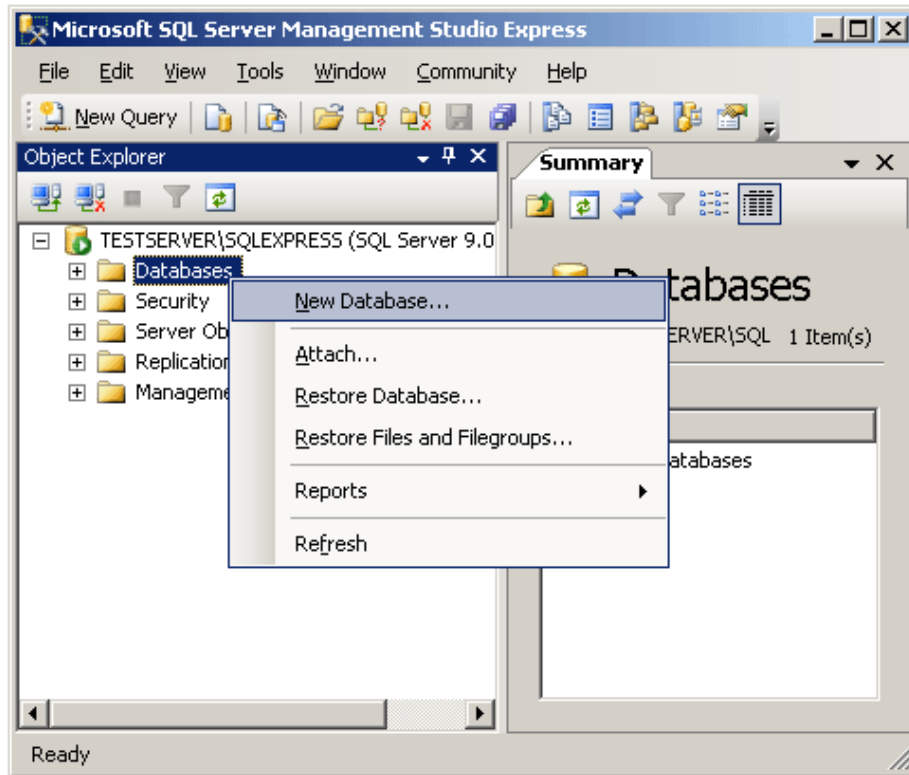 Microsoft SQL Server Management Studio Express
File Edit View Tools Window Community Help
New Query
Object Explorer
Summary
TESTSERVER\SQLEXPRESS (SQL Server 9.0
Databases
Security
Server Ob
Replication
Manageme
New Database...
Attach...
Restore Database...
Restore Files and Filegroups...
Reports
Refresh
tabases
ERVER\SQL 1 Item(s)
atabases
Ready